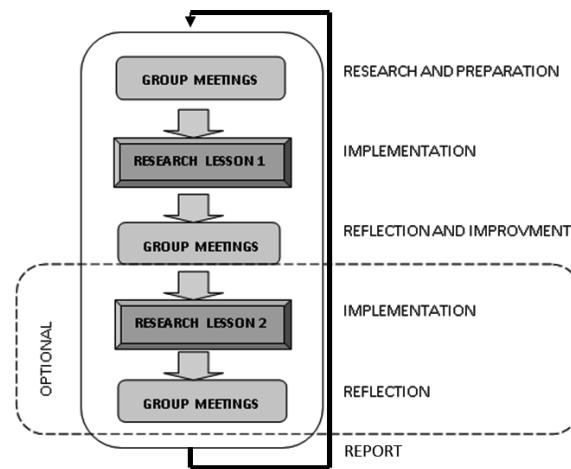 GROUP MEETINGS
RESEARCH AND PREPARATION
RESEARCH LESSON 1
IMPLEMENTATION
GROUP MEETINGS
REFLECTION AND IMPROVMENT
RESEARCH LESSON 2
IMPLEMENTATION
OPTIONAL
GROUP MEETINGS
REFLECTION
REPORT